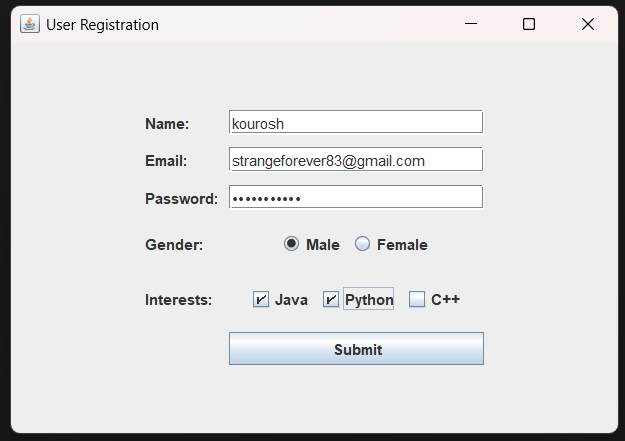 User Registration
Name: kourosh
Email: strangeforever83@gmail.com
Password: •••••••••••
Gender: Male Female
Interests: Java Python C++
Submit